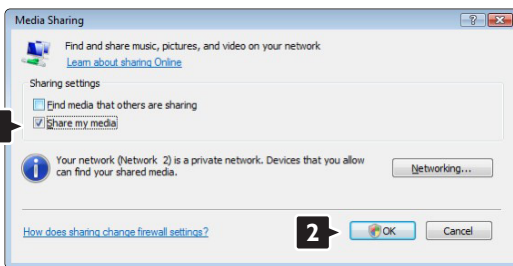 Media Sharing
Find and share music, pictures, and video on your network
Learn about sharing Online
Sharing settings
Find media that others are sharing
Share my media
Your network (Network 2) is a private network. Devices that you allow
can find your shared media.
Networking...
How does sharing change firewall settings?
2
OK
Cancel